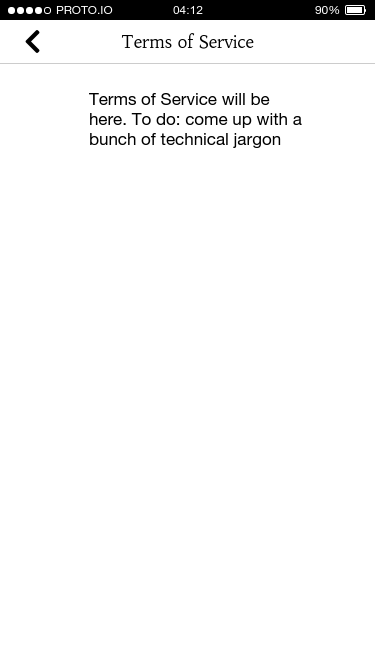 PROTO.IO 04:12 90%
Terms of Service
Terms of Service will be
here. To do: come up with a
bunch of technical jargon